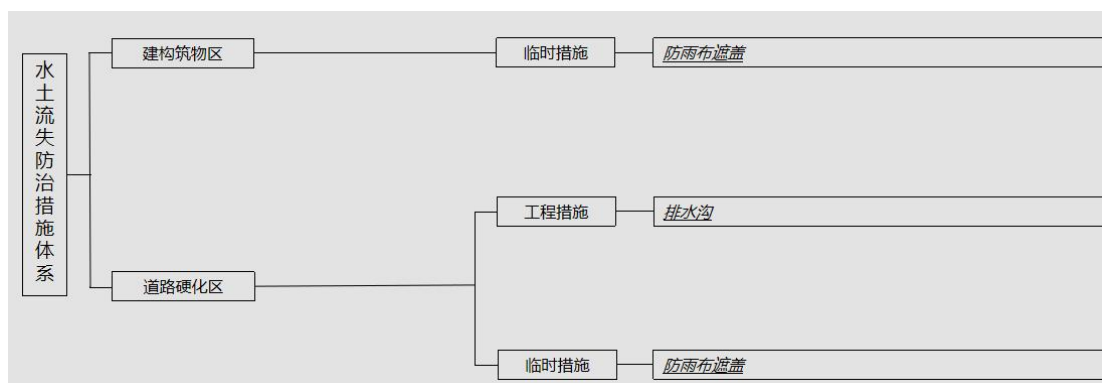 水土流失防治措施体系
建构筑物区
临时措施
防雨布遮盖
道路硬化区
工程措施
排水沟
临时措施
防雨布遮盖